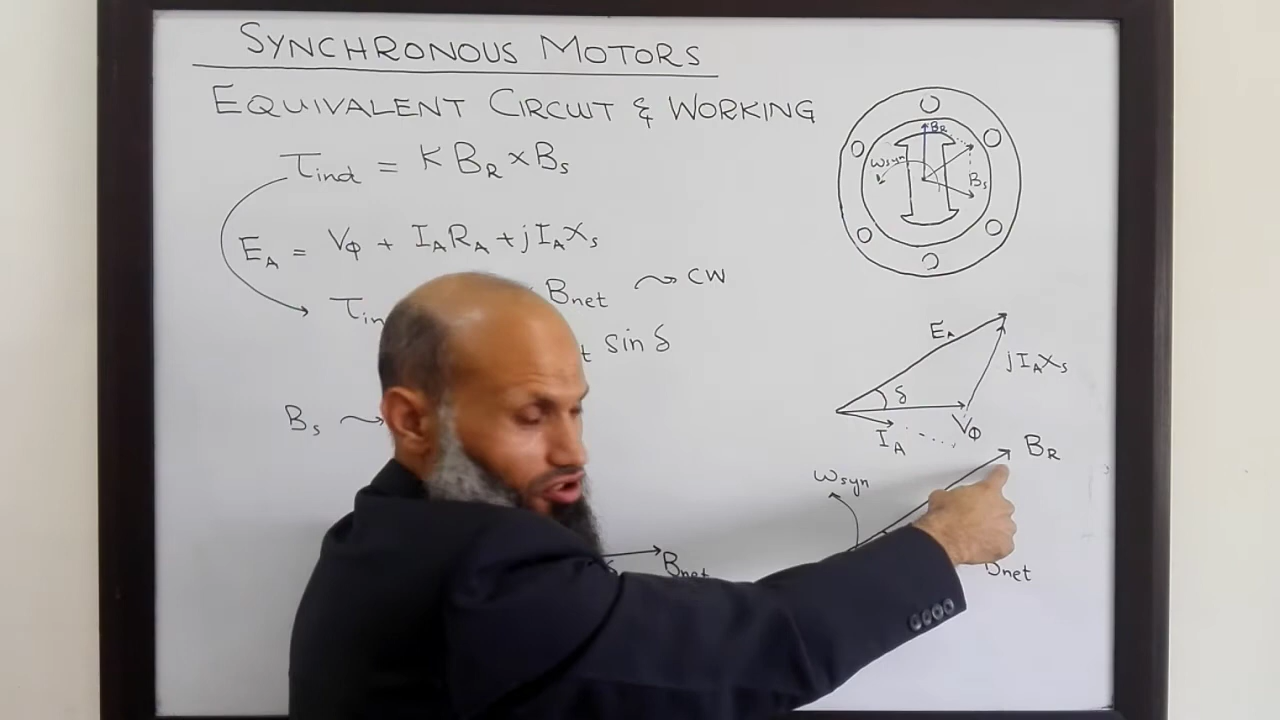 SYNCHRONOUS MOTORS
EQUIVALENT CIRCUIT & WORKING
τind = K BR × BS
EA = Vφ + IARA + jIAXS
Bnet ⤳ CW
sin δ
BS ⤳
Bnet
BR
ωsyn
BS
EA
δ
jIAXS
Vφ
IA
BR
ωsyn